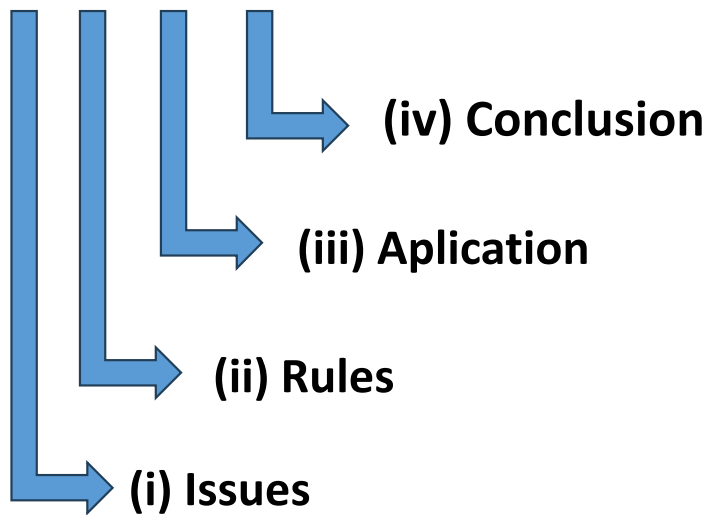 (iv) Conclusion
(iii) Aplication
(ii) Rules
(i) Issues